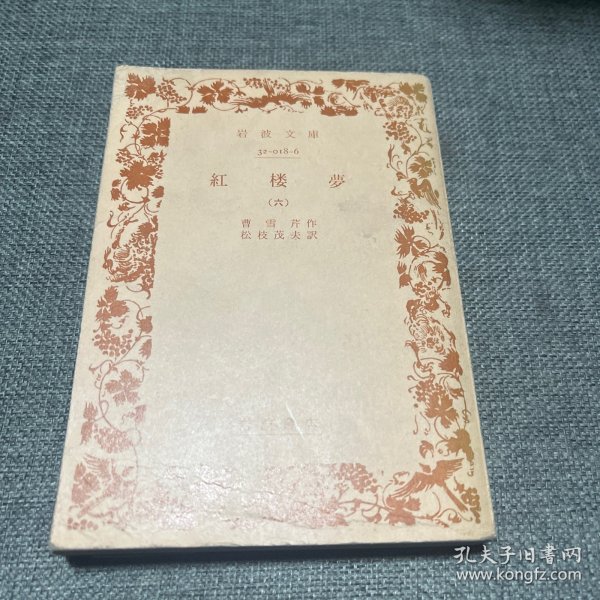 岩波文庫
32-018-6
紅楼夢
(六)
曹雪芹作
松枝茂夫訳
孔夫子旧书网
www.kongfz.com